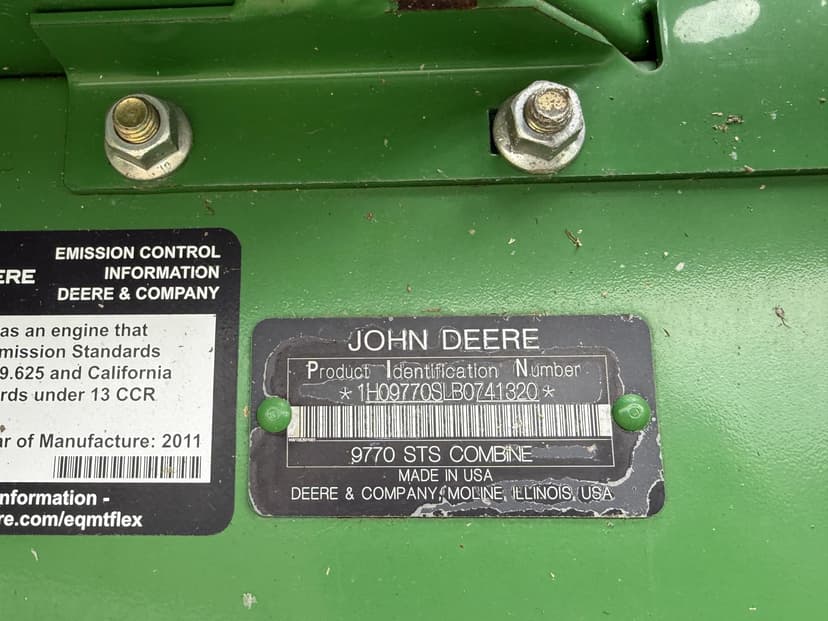 EERE
EMISSION CONTROL
INFORMATION
DEERE & COMPANY
as an engine that
mission Standards
9.625 and California
rds under 13 CCR
ar of Manufacture: 2011
nformation -
re.com/eqmtflex
JOHN DEERE
Product Identification Number
*1H09770SLB0741320*
9770 STS COMBINE
MADE IN USA
DEERE & COMPANY, MOLINE, ILLINOIS, USA